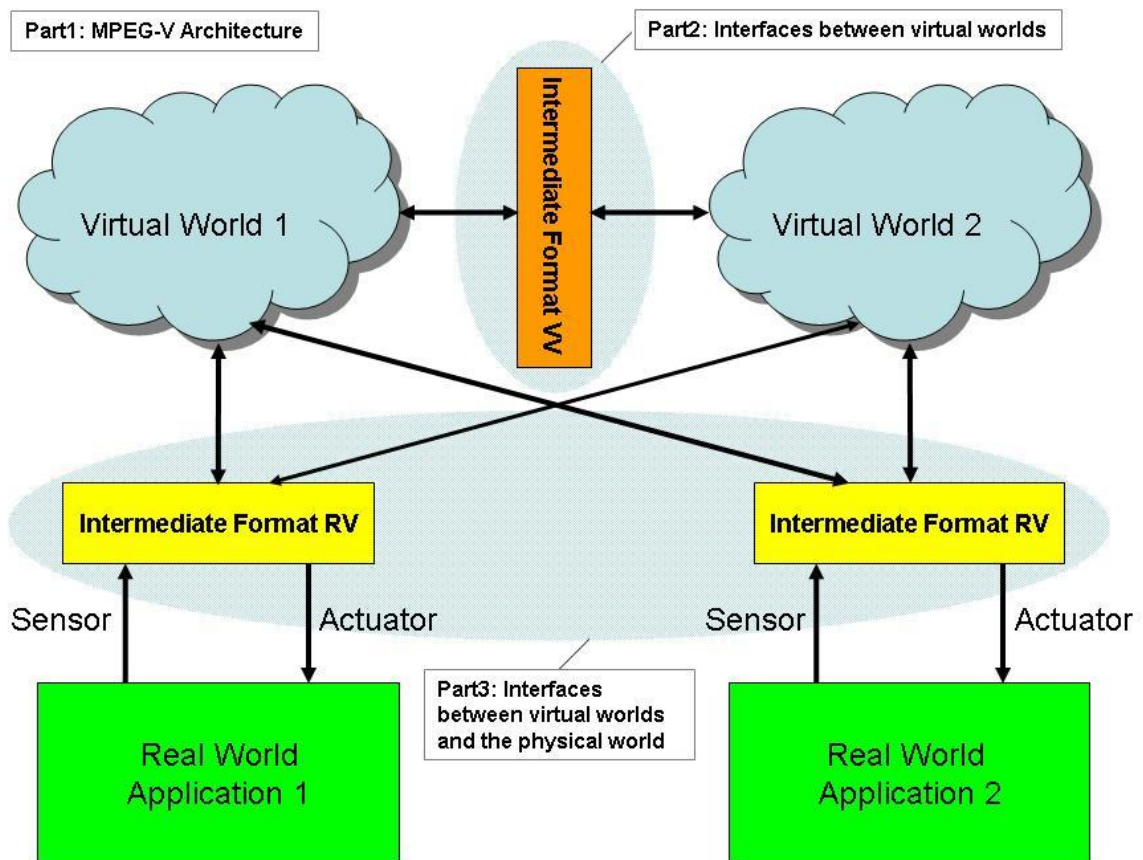 Part1: MPEG-V Architecture
Part2: Interfaces between virtual worlds
Intermediate Format VV
Virtual World 1
Virtual World 2
Intermediate Format RV
Intermediate Format RV
Sensor
Actuator
Sensor
Actuator
Part3: Interfaces
between virtual worlds
and the physical world
Real World
Application 1
Real World
Application 2